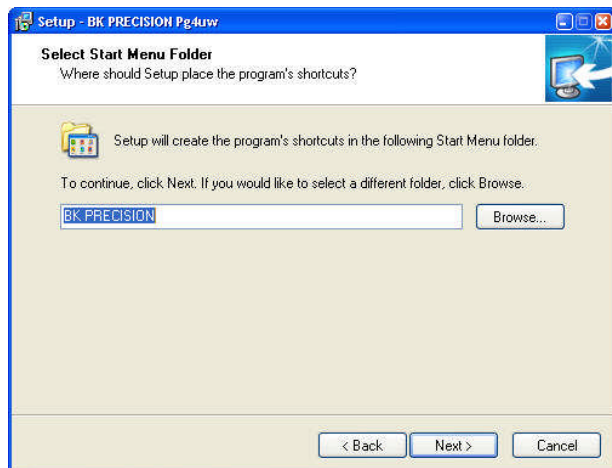 Setup - BK PRECISION Pg4uw
Select Start Menu Folder
Where should Setup place the program's shortcuts?
Setup will create the program's shortcuts in the following Start Menu folder.
To continue, click Next. If you would like to select a different folder, click Browse.
BK PRECISION
Browse...
< Back
Next >
Cancel